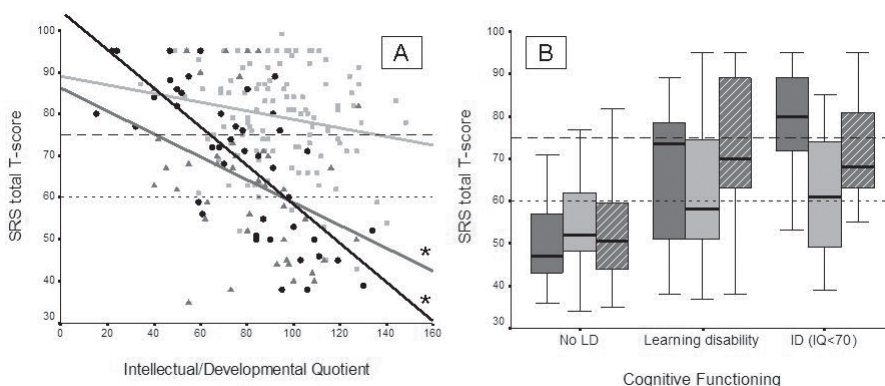 A
SRS total T-score
100
90
80
70
60
50
40
30
0 20 40 60 80 100 120 140 160
*
*
Intellectual/Developmental Quotient
B
SRS total T-score
100
90
80
70
60
50
40
30
No LD Learning disability ID (IQ<70)
Cognitive Functioning